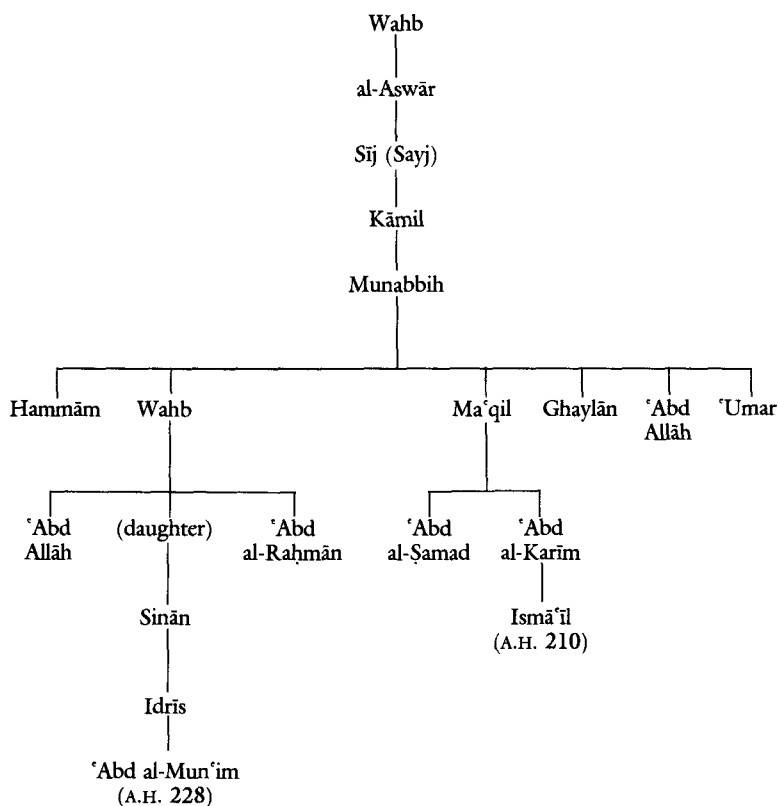 Wahb
al-Aswār
Sīj (Sayj)
Kāmil
Munabbih
Hammām Wahb Maʿqil Ghaylān ʿAbd Allāh ʿUmar
ʿAbd Allāh (daughter) ʿAbd al-Raḥmān ʿAbd al-Ṣamad ʿAbd al-Karīm
Sinān Ismāʿīl
(A.H. 210)
Idrīs
ʿAbd al-Munʿim
(A.H. 228)